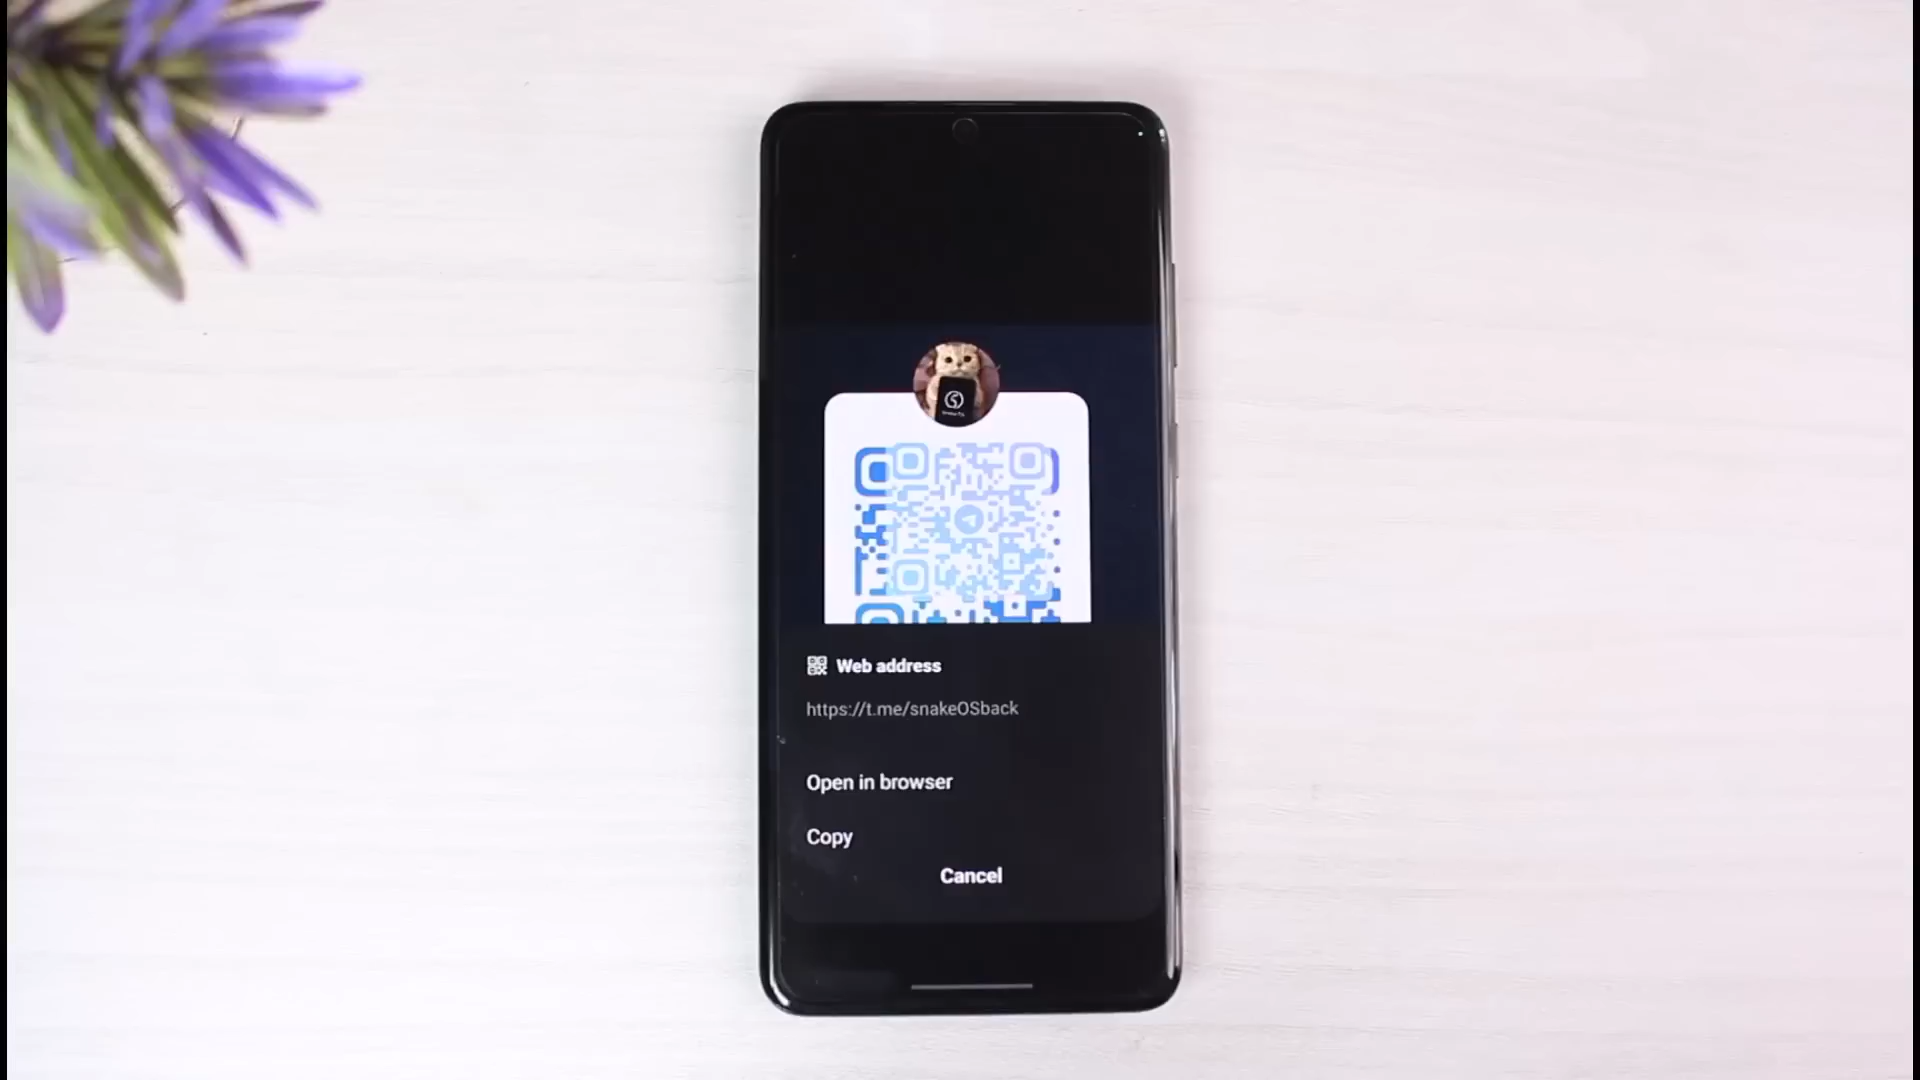 Web address
https://t.me/snakeOSback
Open in browser
Copy
Cancel